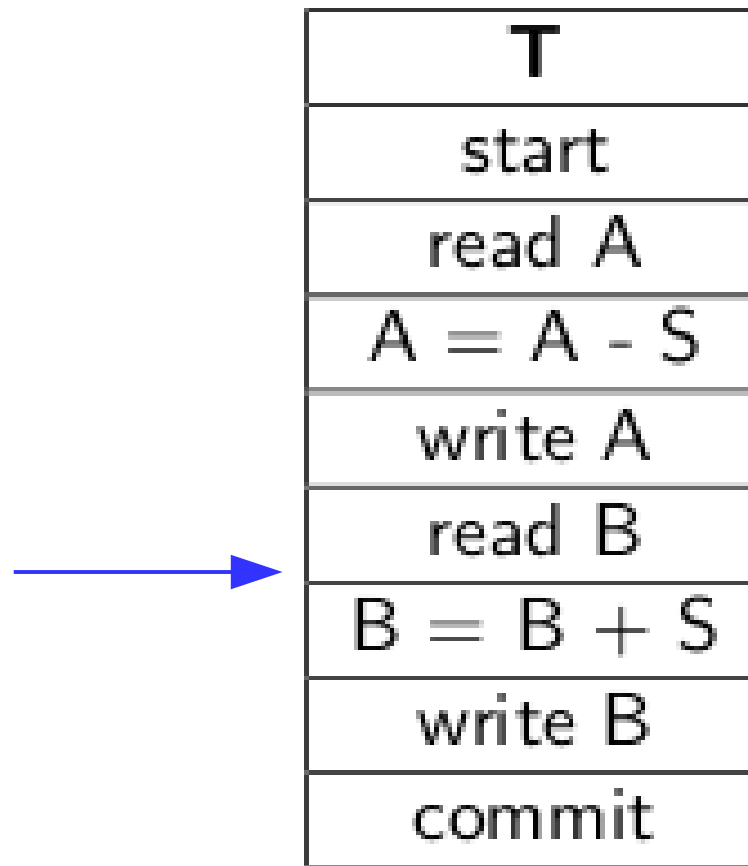 T
start
read A
A = A - S
write A
read B
B = B + S
write B
commit